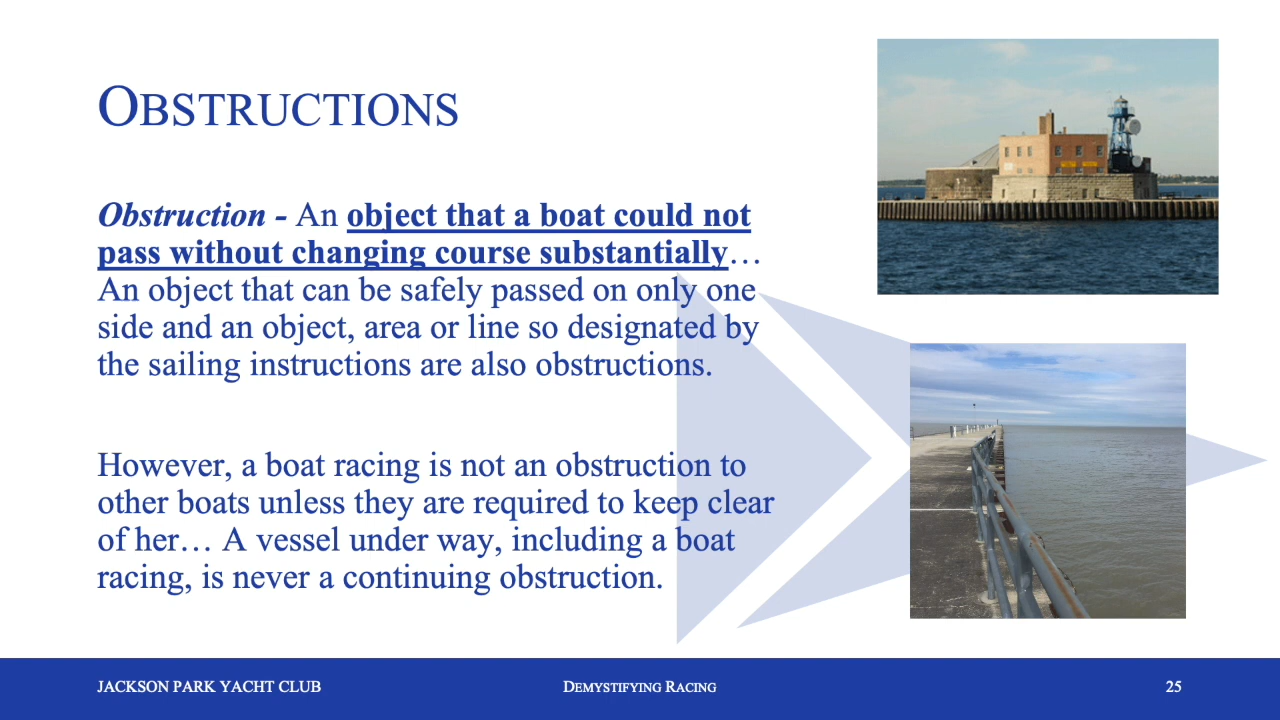 OBSTRUCTIONS
Obstruction - An object that a boat could not
pass without changing course substantially…
An object that can be safely passed on only one
side and an object, area or line so designated by
the sailing instructions are also obstructions.
However, a boat racing is not an obstruction to
other boats unless they are required to keep clear
of her… A vessel under way, including a boat
racing, is never a continuing obstruction.
JACKSON PARK YACHT CLUB
DEMYSTIFYING RACING
25